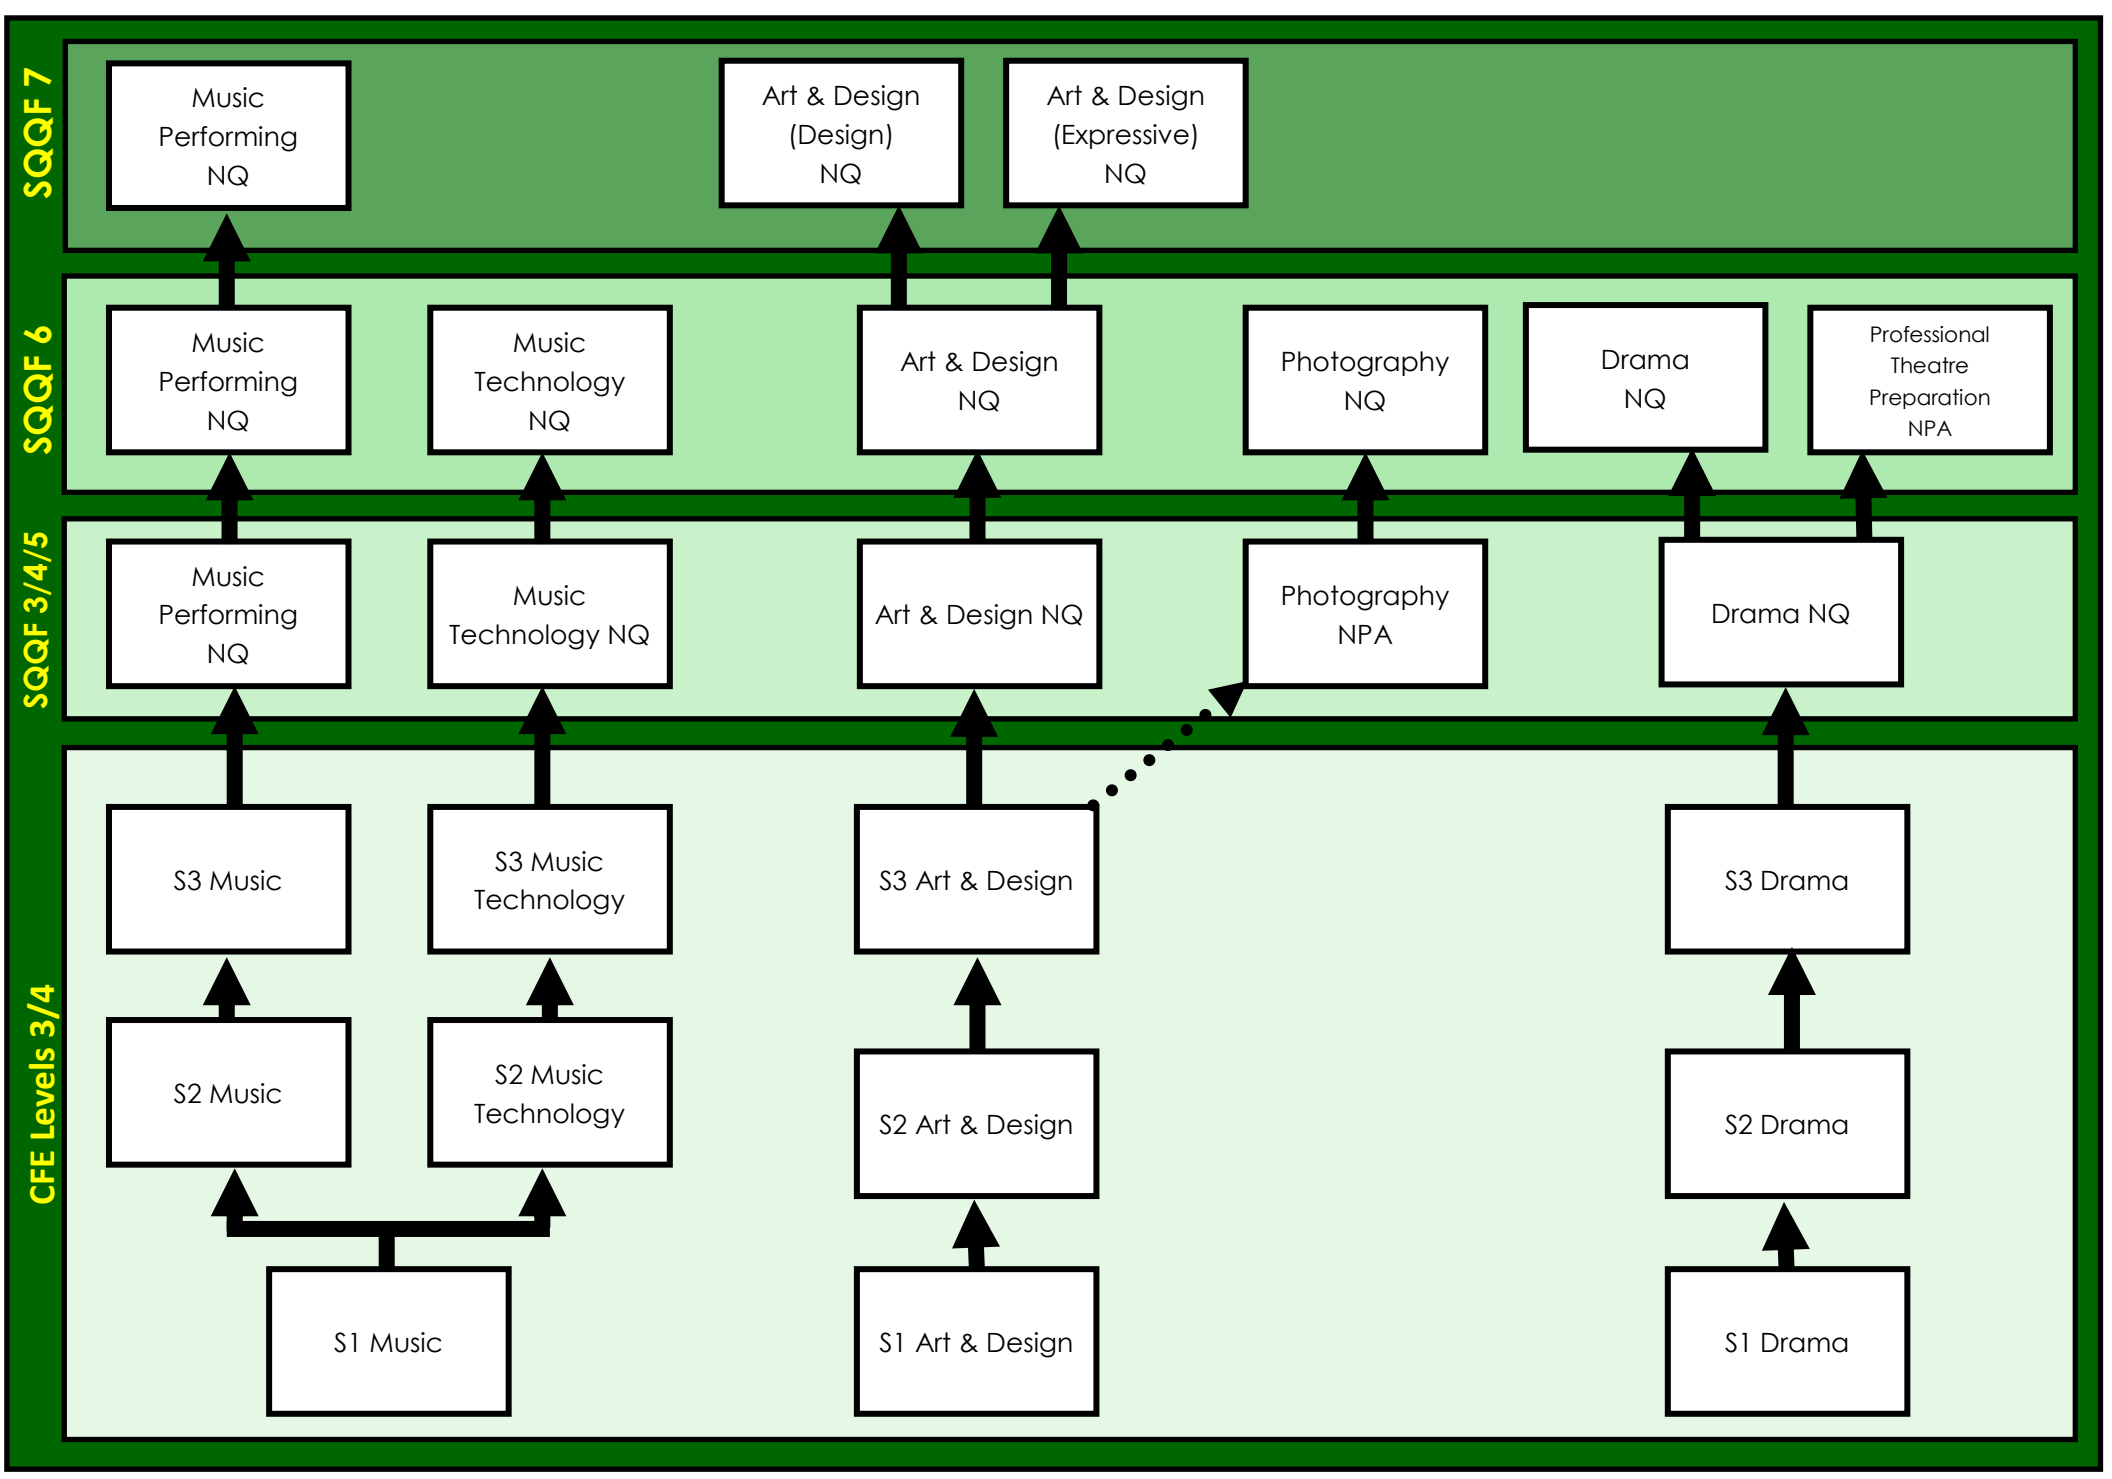 SQQF 7
Music
Performing
NQ
Art & Design
(Design)
NQ
Art & Design
(Expressive)
NQ
SQQF 6
Music
Performing
NQ
Music
Technology
NQ
Art & Design
NQ
Photography
NQ
Drama
NQ
Professional
Theatre
Preparation
NPA
SQQF 3/4/5
Music
Performing
NQ
Music
Technology NQ
Art & Design NQ
Photography
NPA
Drama NQ
CFE Levels 3/4
S3 Music
S3 Music
Technology
S3 Art & Design
S3 Drama
S2 Music
S2 Music
Technology
S2 Art & Design
S2 Drama
S1 Music
S1 Art & Design
S1 Drama